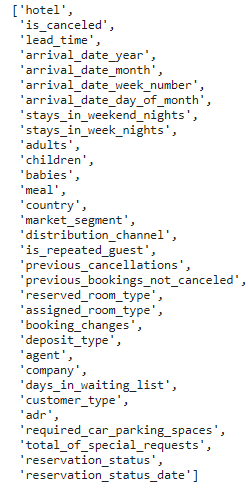 ['hotel',
'is_canceled',
'lead_time',
'arrival_date_year',
'arrival_date_month',
'arrival_date_week_number',
'arrival_date_day_of_month',
'stays_in_weekend_nights',
'stays_in_week_nights',
'adults',
'children',
'babies',
'meal',
'country',
'market_segment',
'distribution_channel',
'is_repeated_guest',
'previous_cancellations',
'previous_bookings_not_canceled',
'reserved_room_type',
'assigned_room_type',
'booking_changes',
'deposit_type',
'agent',
'company',
'days_in_waiting_list',
'customer_type',
'adr',
'required_car_parking_spaces',
'total_of_special_requests',
'reservation_status',
'reservation_status_date']